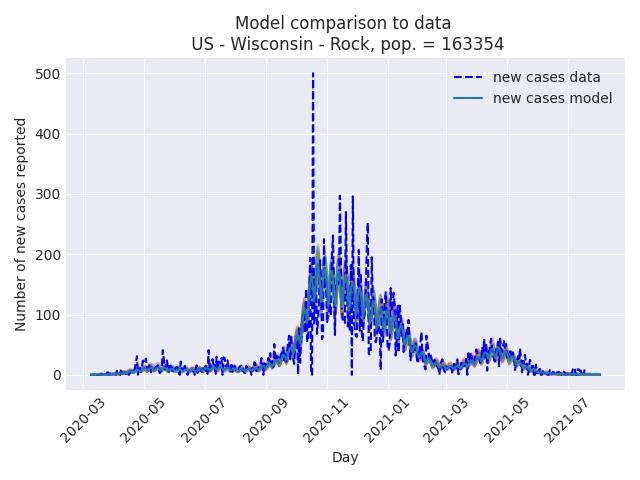 Model comparison to data
US - Wisconsin - Rock, pop. = 163354
new cases data
new cases model
Number of new cases reported
500
400
300
200
100
0
2020-03
2020-05
2020-07
2020-09
2020-11
2021-01
2021-03
2021-05
2021-07
Day